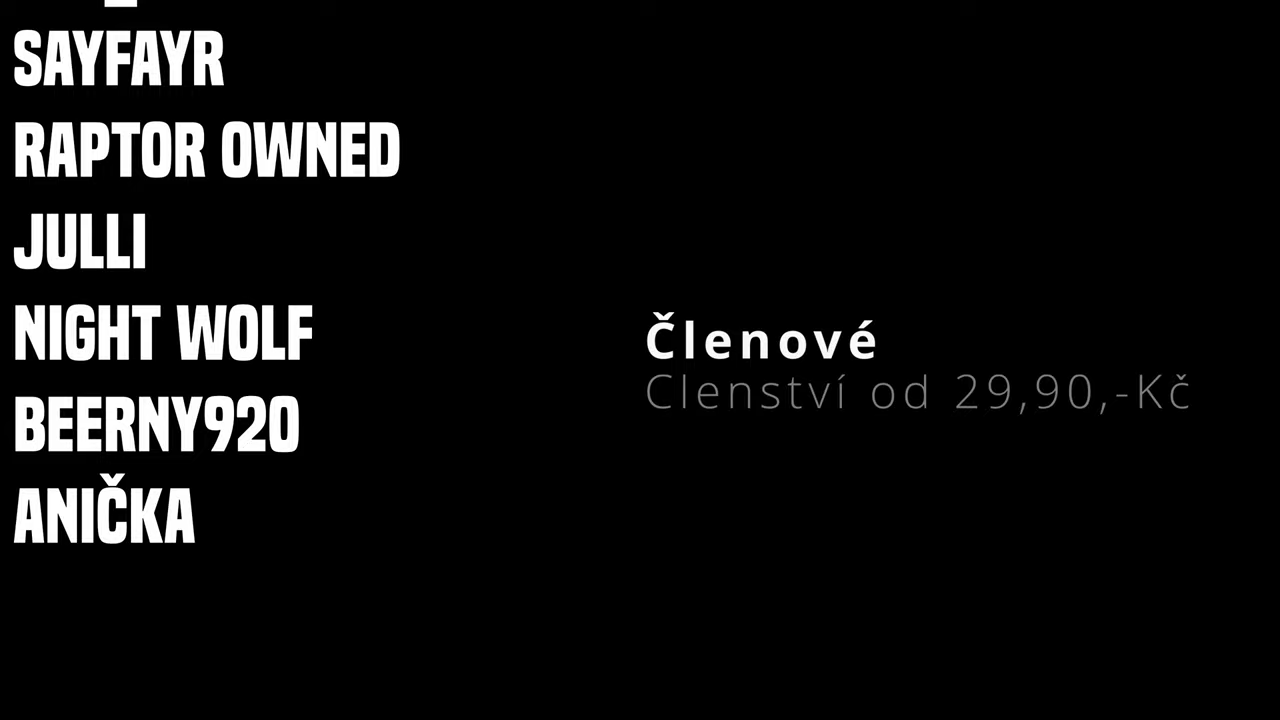 SAYFAYR
RAPTOR OWNED
JULLI
NIGHT WOLF
BEERNY920
ANIČKA
Členové
Clenství od 29,90,-Kč